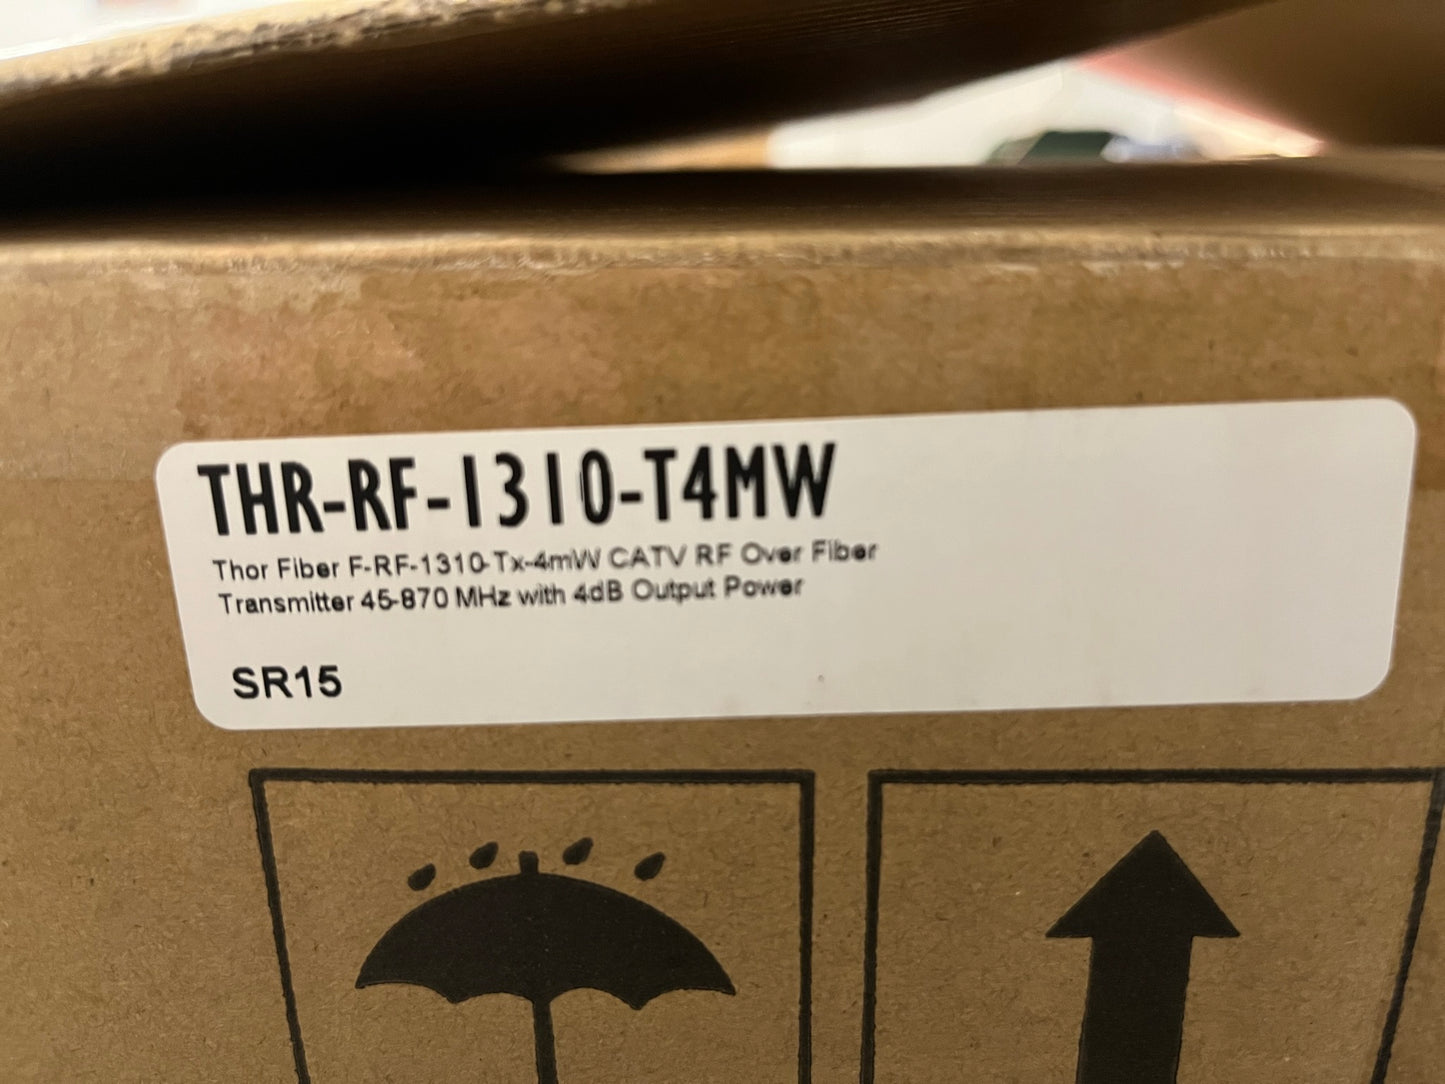 THR-RF-1310-T4MW
Thor Fiber F-RF-1310-Tx-4mW CATV RF Over Fiber
Transmitter 45-870 MHz with 4dB Output Power
SR15